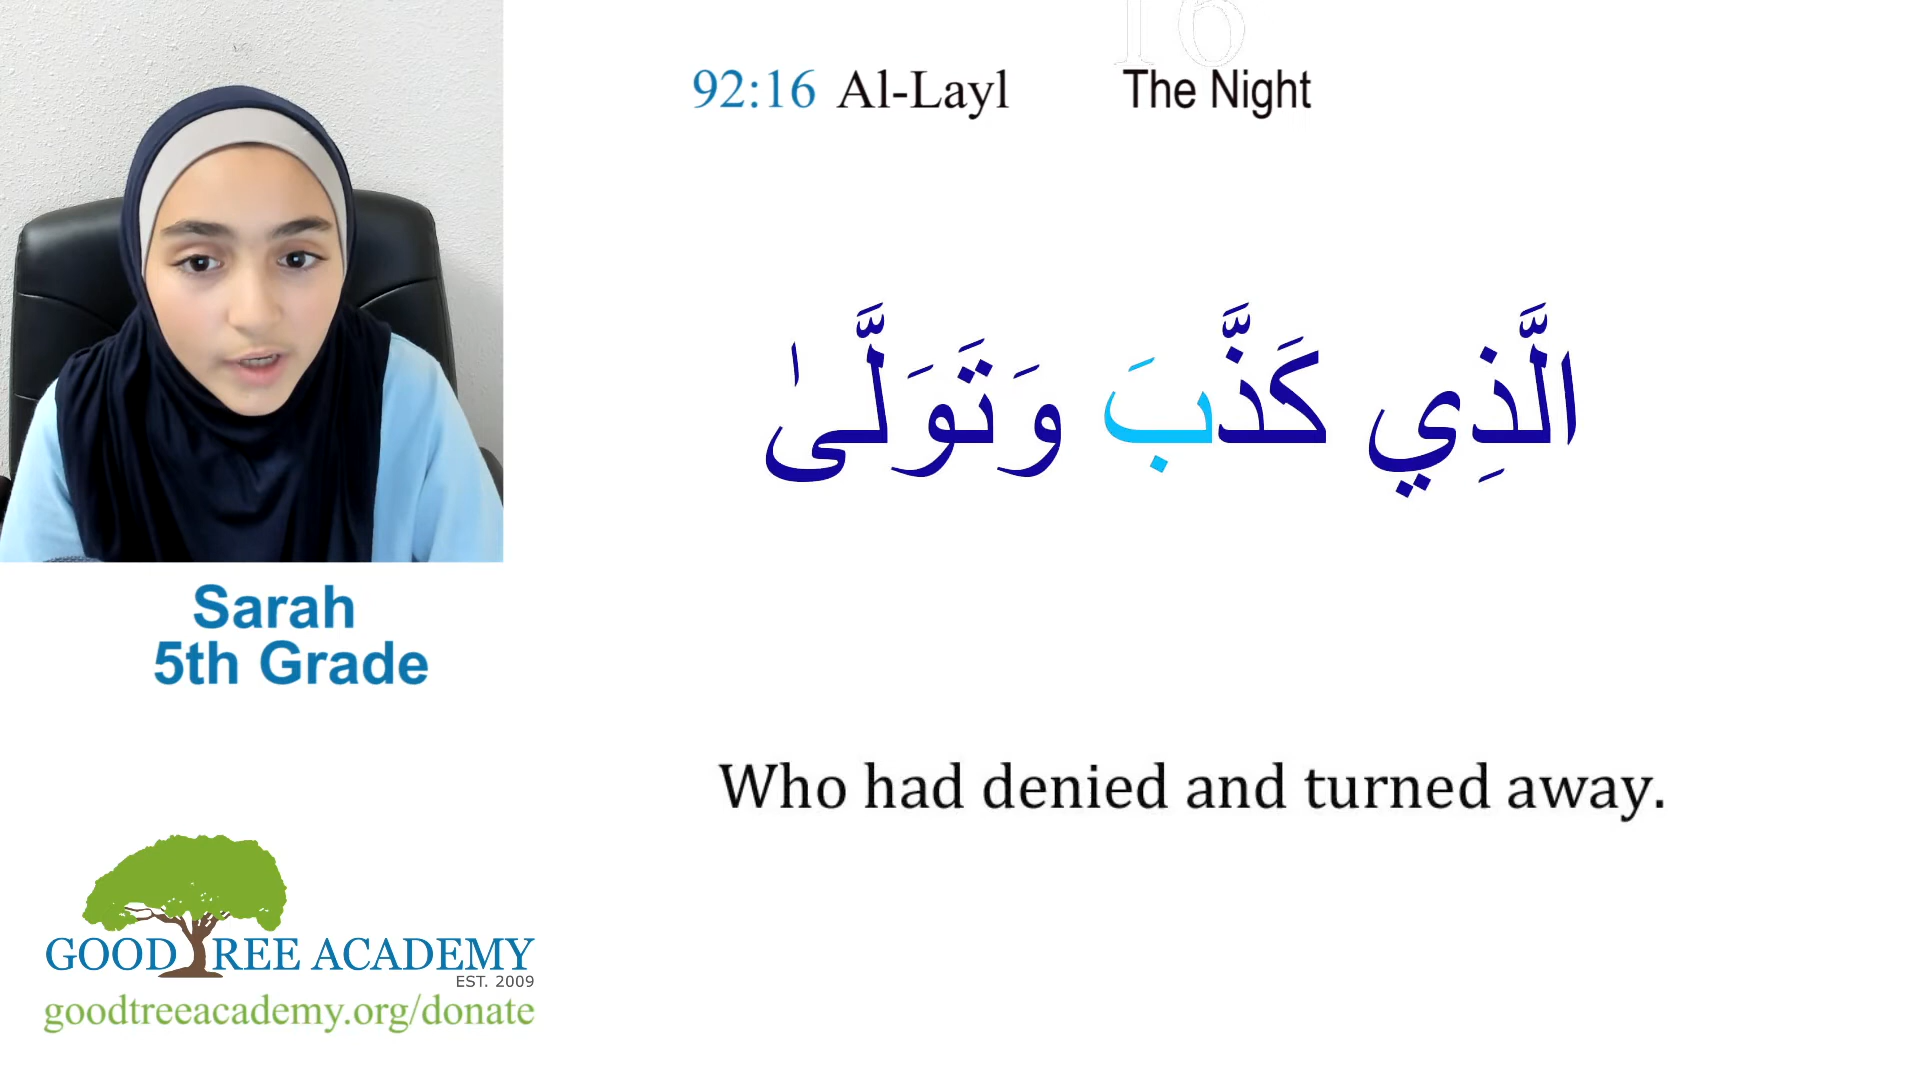 16
92:16 Al-Layl The Night
الَّذِي كَذَّبَ وَتَوَلَّىٰ
Who had denied and turned away.
Sarah
5th Grade
GOOD TREE ACADEMY
EST. 2009
goodtreeacademy.org/donate